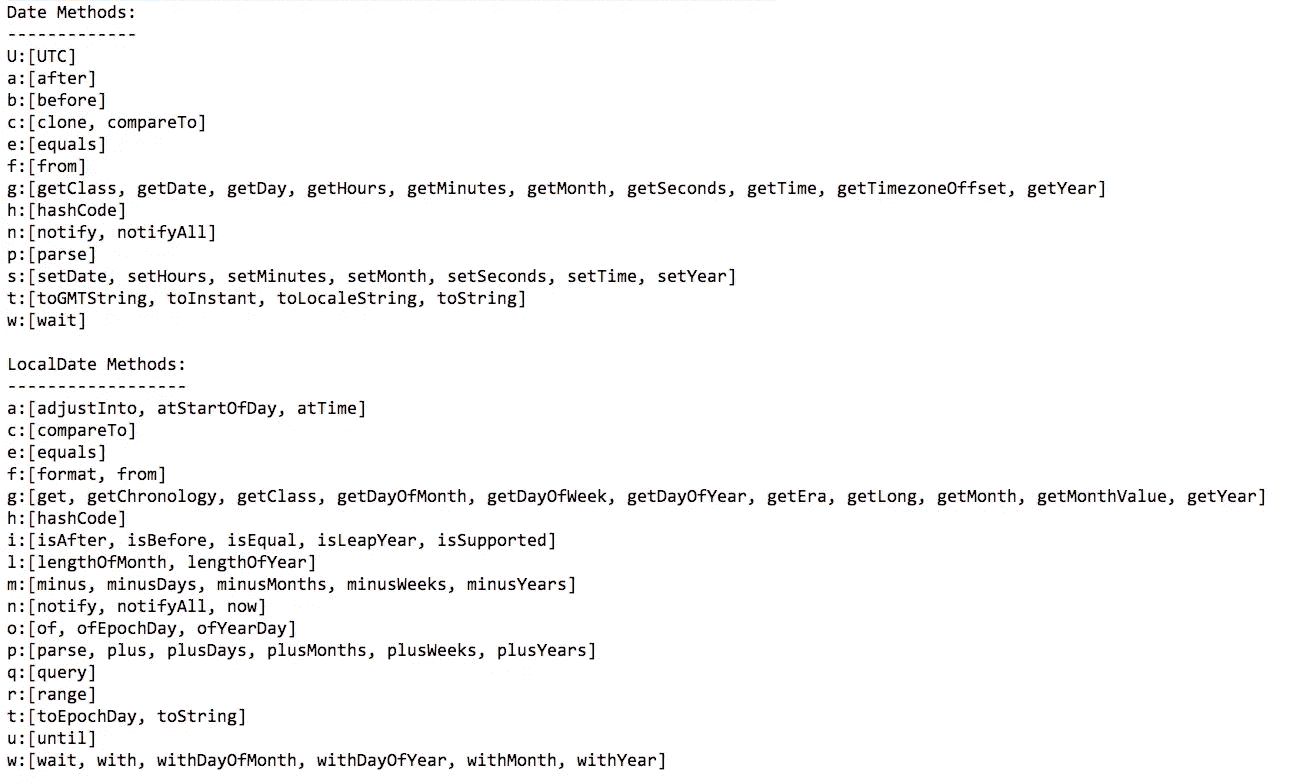 Date Methods:
-------------
U:[UTC]
a:[after]
b:[before]
c:[clone, compareTo]
e:[equals]
f:[from]
g:[getClass, getDate, getDay, getHours, getMinutes, getMonth, getSeconds, getTime, getTimezoneOffset, getYear]
h:[hashCode]
n:[notify, notifyAll]
p:[parse]
s:[setDate, setHours, setMinutes, setMonth, setSeconds, setTime, setYear]
t:[toGMTString, toInstant, toLocaleString, toString]
w:[wait]

LocalDate Methods:
------------------
a:[adjustInto, atStartOfDay, atTime]
c:[compareTo]
e:[equals]
f:[format, from]
g:[get, getChronology, getClass, getDayOfMonth, getDayOfWeek, getDayOfYear, getEra, getLong, getMonth, getMonthValue, getYear]
h:[hashCode]
i:[isAfter, isBefore, isEqual, isLeapYear, isSupported]
l:[lengthOfMonth, lengthOfYear]
m:[minus, minusDays, minusMonths, minusWeeks, minusYears]
n:[notify, notifyAll, now]
o:[of, ofEpochDay, ofYearDay]
p:[parse, plus, plusDays, plusMonths, plusWeeks, plusYears]
q:[query]
r:[range]
t:[toEpochDay, toString]
u:[until]
w:[wait, with, withDayOfMonth, withDayOfYear, withMonth, withYear]